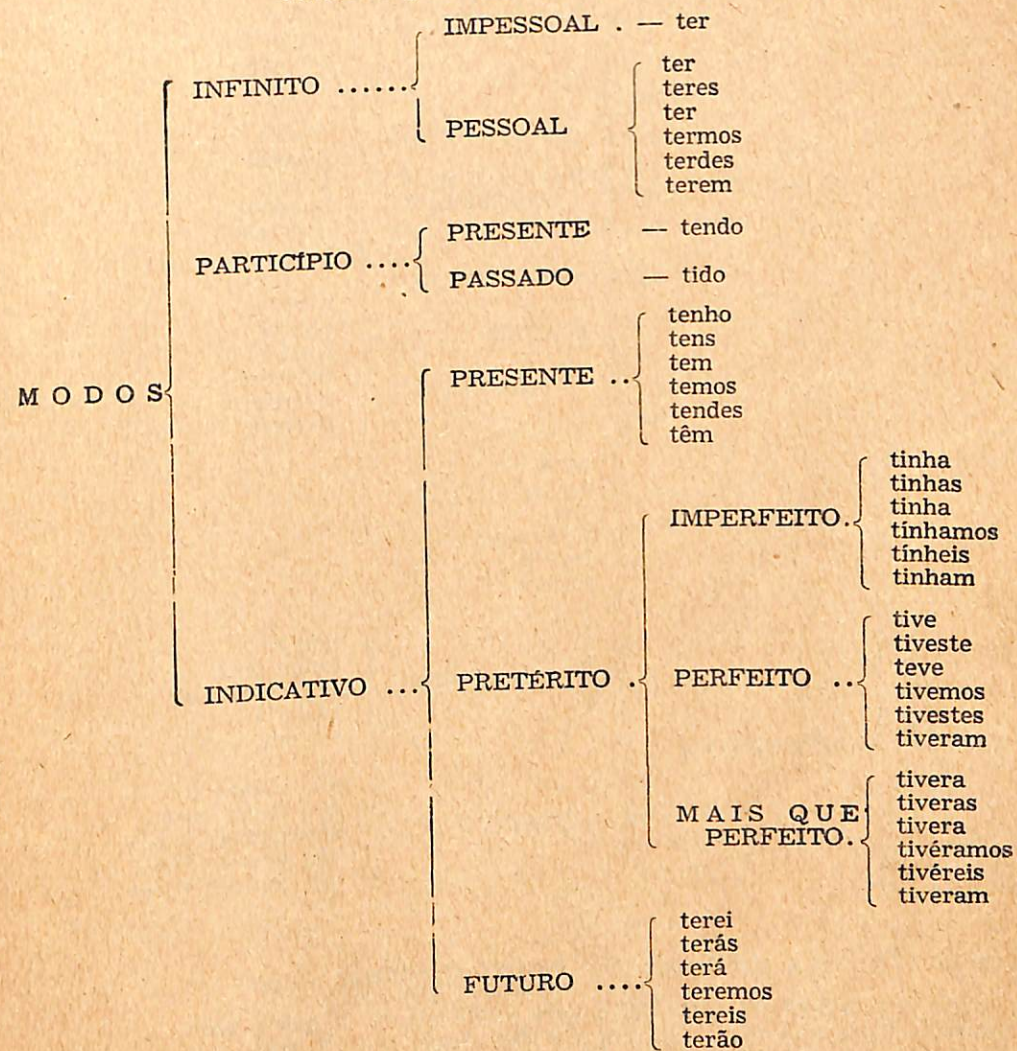 IMPESSOAL . — ter
INFINITO ......
PESSOAL
ter
teres
ter
termos
terdes
terem
PARTICÍPIO ....
PRESENTE — tendo
PASSADO — tido
MODOS
INDICATIVO ...
PRESENTE ..
tenho
tens
tem
temos
tendes
têm
PRETÉRITO .
IMPERFEITO.
tinha
tinhas
tinha
tínhamos
tínheis
tinham
PERFEITO ..
tive
tiveste
teve
tivemos
tivestes
tiveram
MAIS QUE
PERFEITO.
tivera
tiveras
tivera
tivéramos
tivéreis
tiveram
FUTURO ....
terei
terás
terá
teremos
tereis
terão